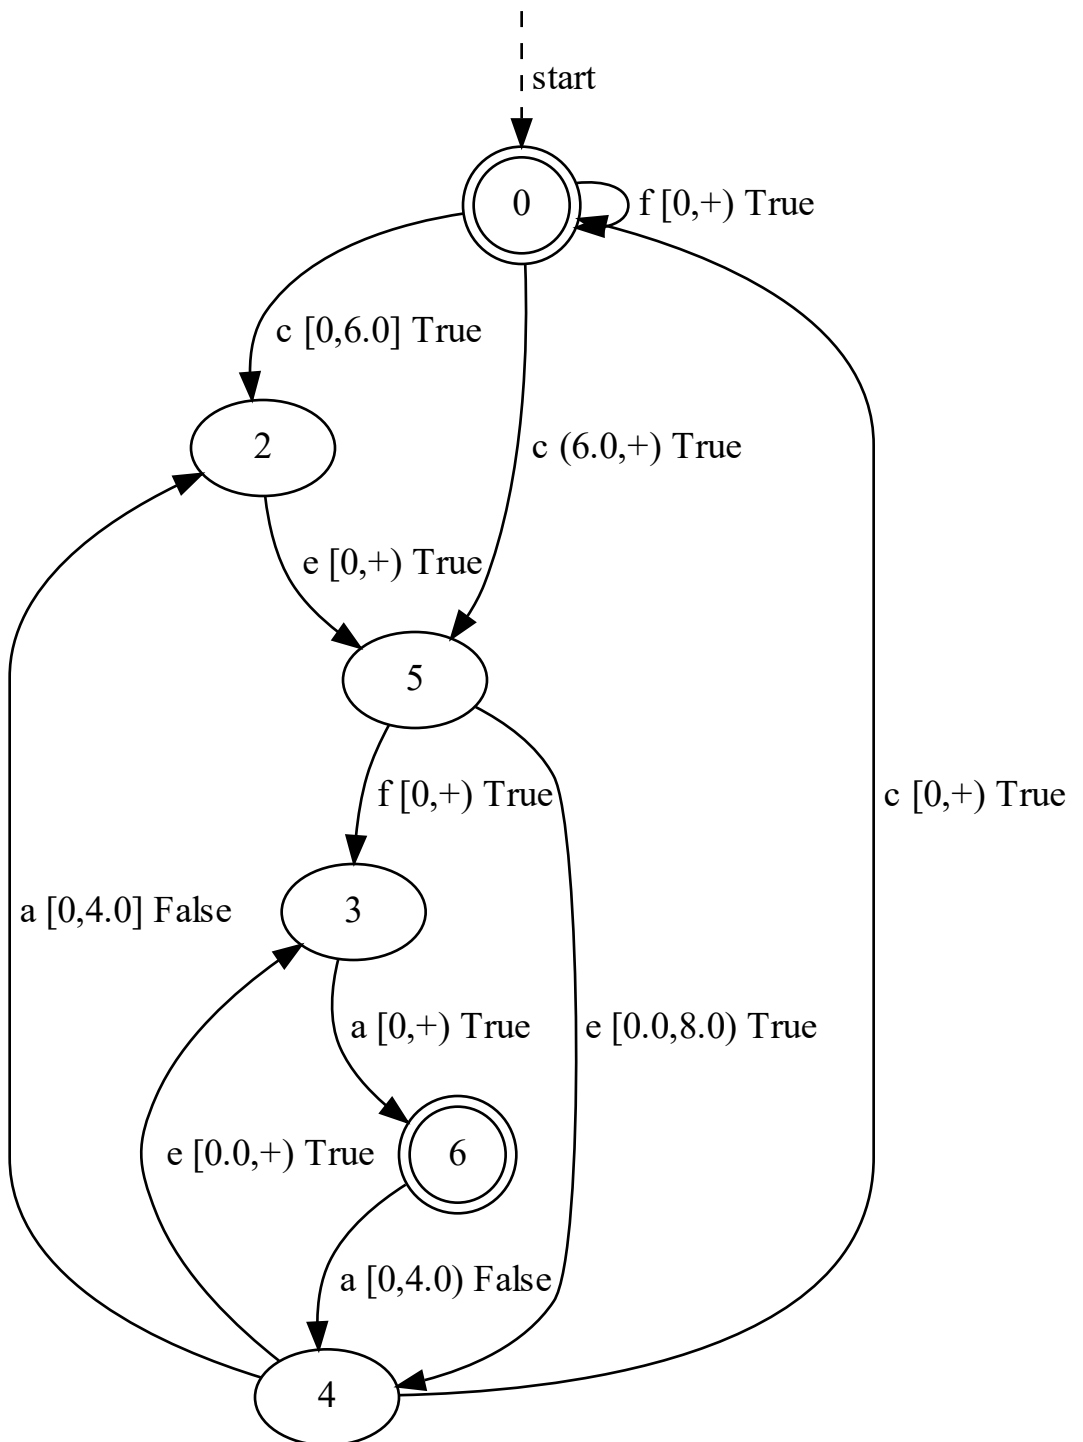 start
0
f [0,+) True
c [0,6.0] True
2
c (6.0,+) True
e [0,+) True
5
f [0,+) True
c [0,+) True
a [0,4.0] False
3
a [0,+) True
e [0.0,8.0) True
e [0.0,+) True
6
a [0,4.0) False
4